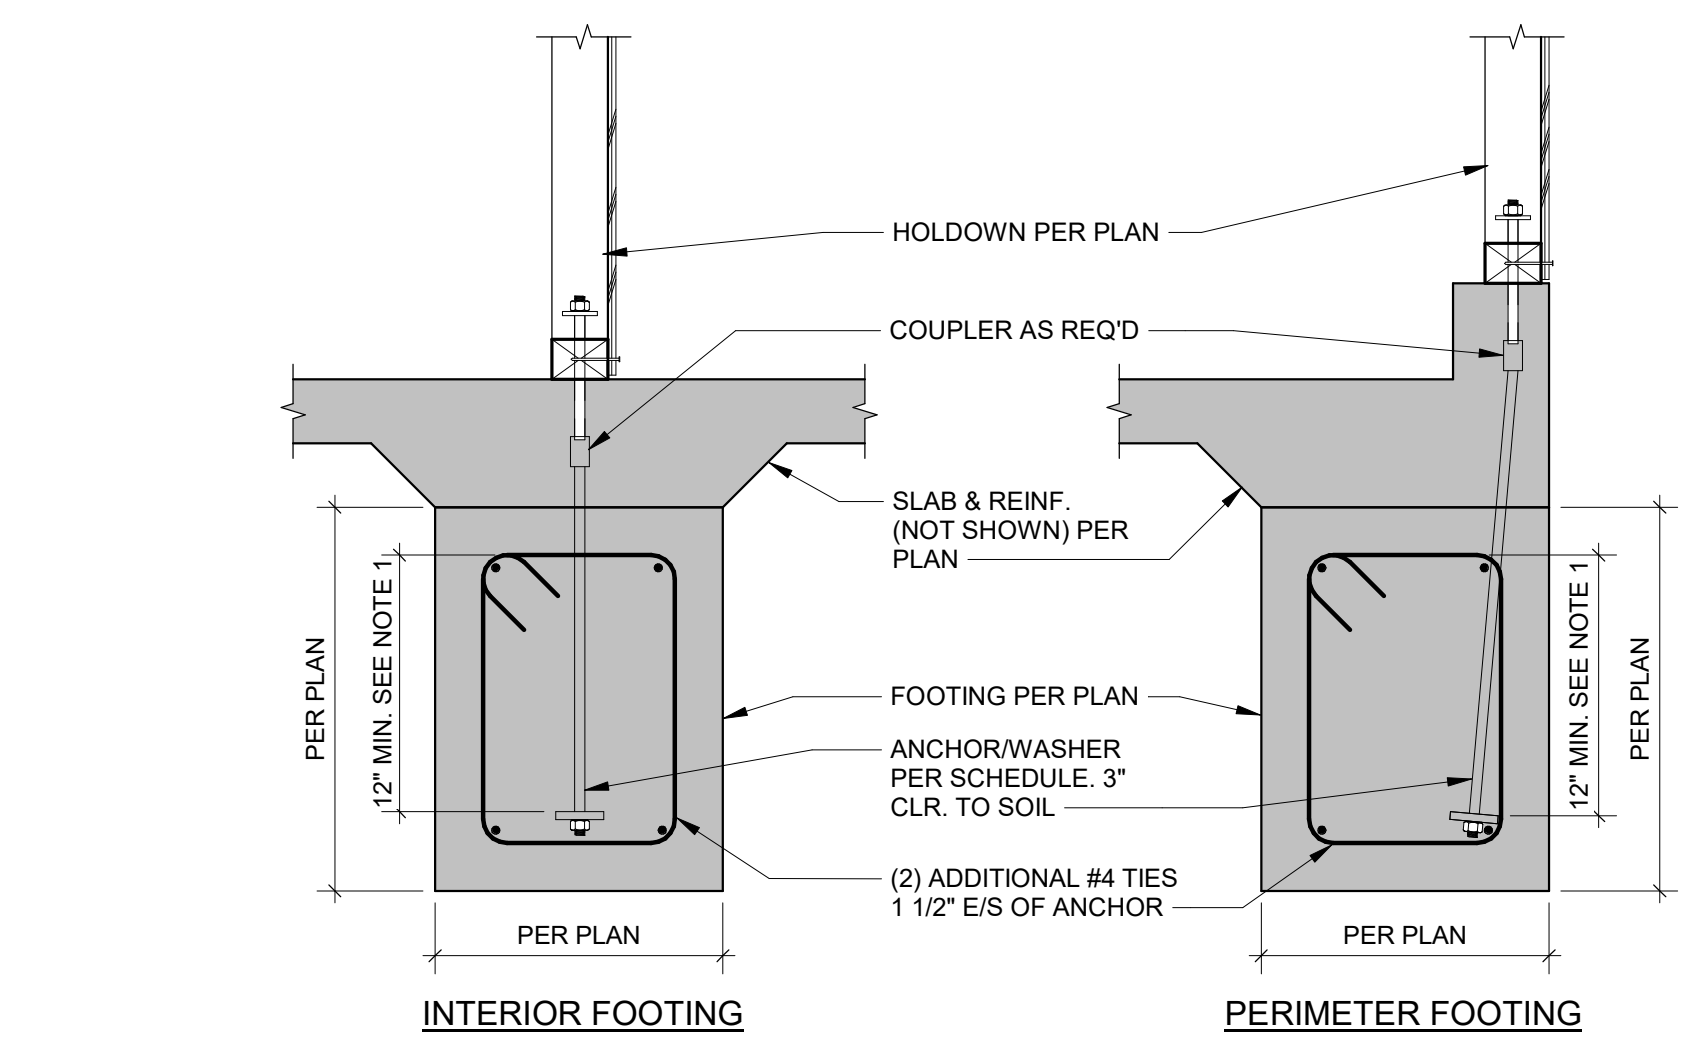 HOLDOWN PER PLAN
COUPLER AS REQ'D
SLAB & REINF.
(NOT SHOWN) PER
PLAN
PER PLAN
12" MIN. SEE NOTE 1
12" MIN. SEE NOTE 1
PER PLAN
FOOTING PER PLAN
ANCHOR/WASHER
PER SCHEDULE. 3"
CLR. TO SOIL
(2) ADDITIONAL #4 TIES
1 1/2" E/S OF ANCHOR
PER PLAN
PER PLAN
INTERIOR FOOTING
PERIMETER FOOTING